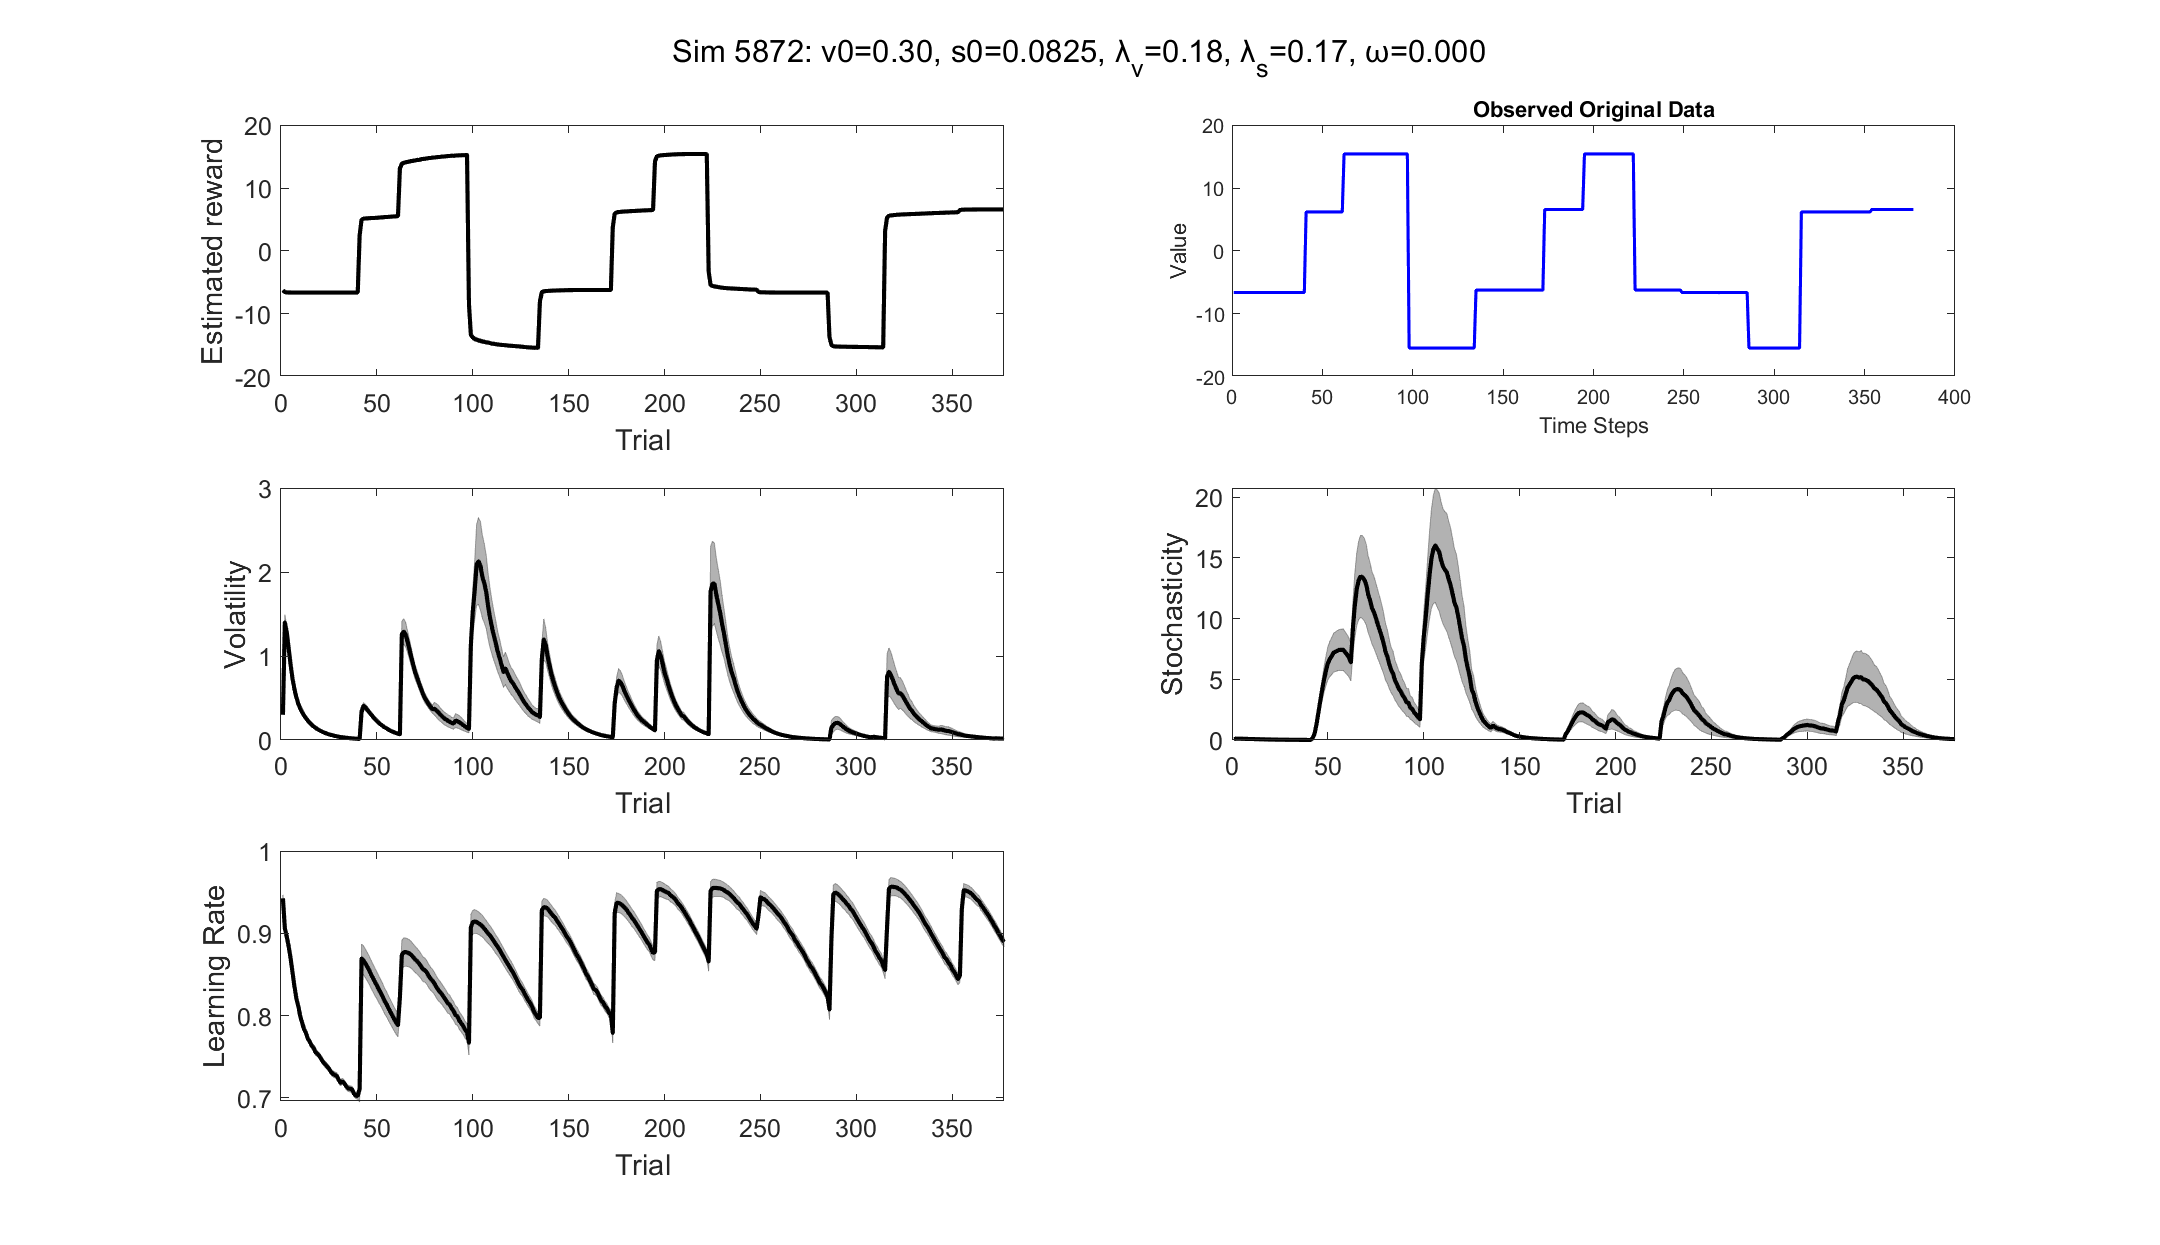 Sim 5872: v0=0.30, s0=0.0825, λv=0.18, λs=0.17, ω=0.000
20
10
0
-10
-20
Estimated reward
0 50 100 150 200 250 300 350
Trial
Observed Original Data
20
10
0
-10
-20
Value
0 50 100 150 200 250 300 350 400
Time Steps
3
2
1
0
Volatility
0 50 100 150 200 250 300 350
Trial
20
15
10
5
0
Stochasticity
0 50 100 150 200 250 300 350
Trial
1
0.9
0.8
0.7
Learning Rate
0 50 100 150 200 250 300 350
Trial